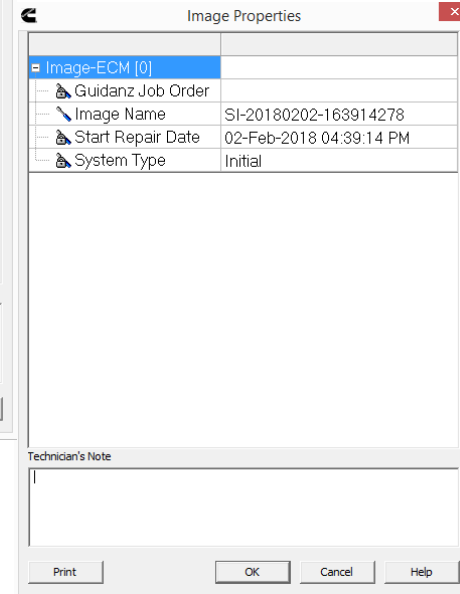 Image Properties
Image-ECM [0]
Guidanz Job Order
Image Name SI-20180202-163914278
Start Repair Date 02-Feb-2018 04:39:14 PM
System Type Initial
Technician's Note
Print OK Cancel Help